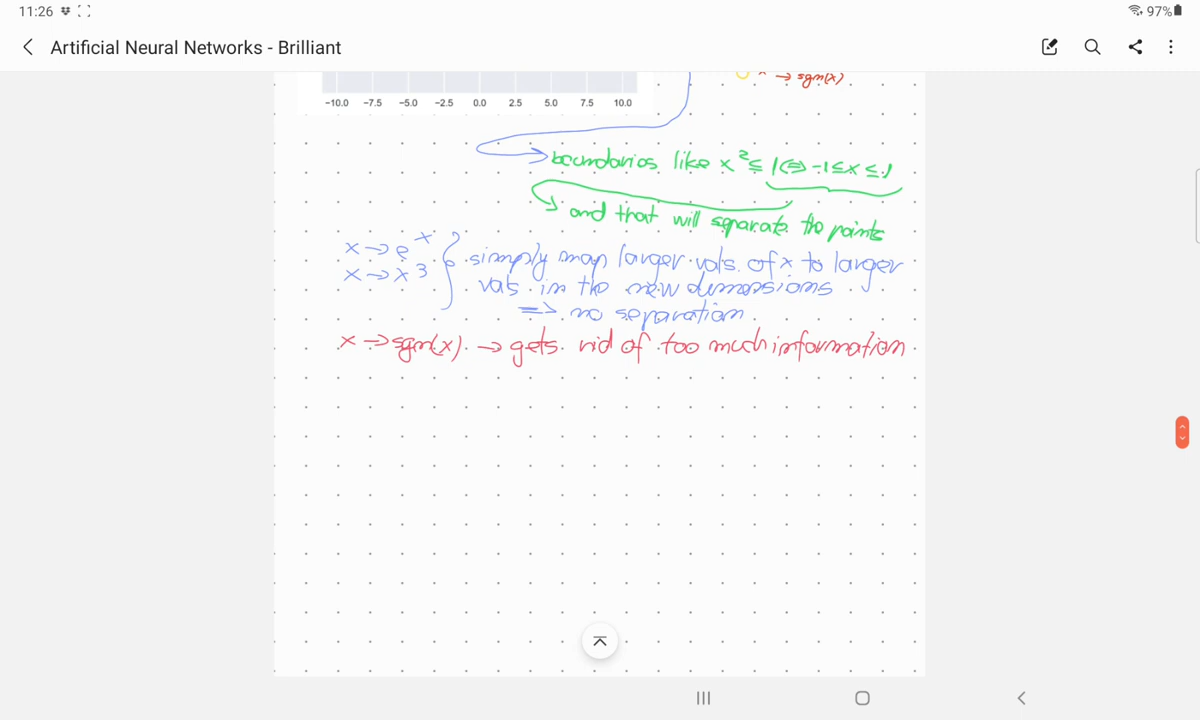 11:26
97%
Artificial Neural Networks - Brilliant
x → sgn(x)
-10.0 -7.5 -5.0 -2.5 0.0 2.5 5.0 7.5 10.0
boundaries like x² ≤ 1 (⇔) -1 ≤ x ≤ 1
and that will separate the points
x → eˣ
x → x³
simply map larger vals. of x to larger
vals. in the new dimensions
=> no separation
x → sgn(x) → gets rid of too much information